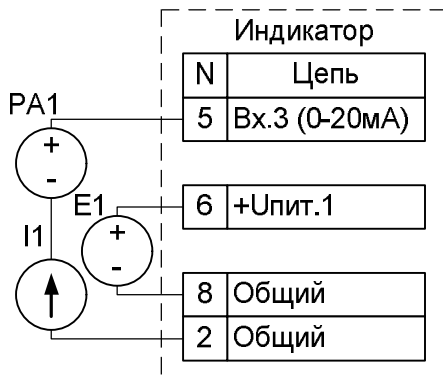 Индикатор
N Цепь
PA1
5 Вх.3 (0-20мА)
+
-
E1
6 +Uпит.1
I1
+
-
8 Общий
2 Общий